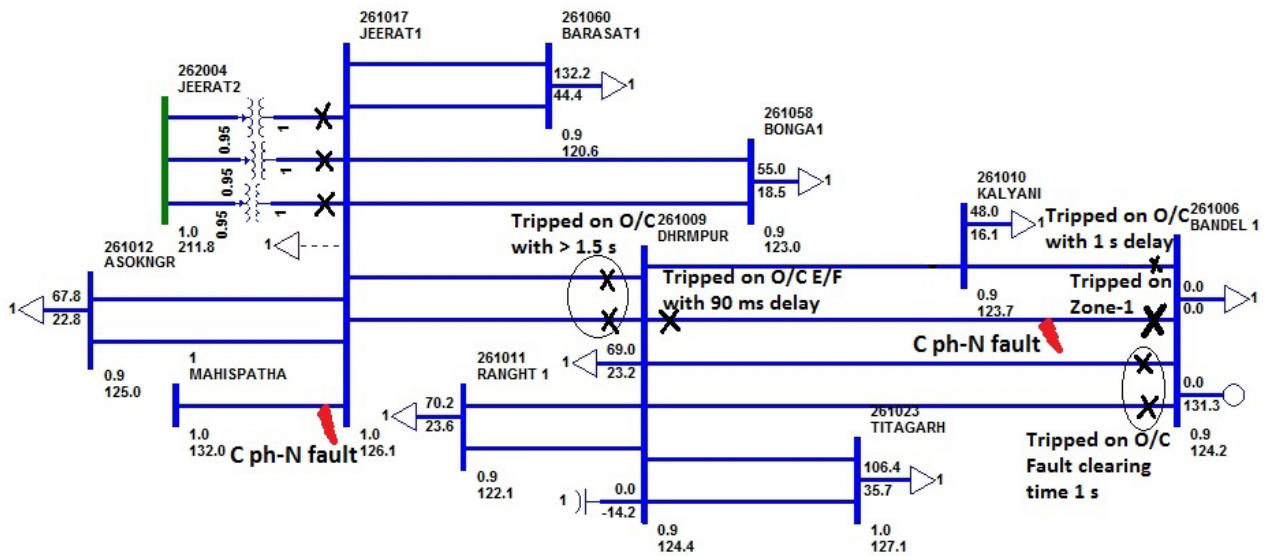 261017
JEERAT1
261060
BARASAT1
262004
JEERAT2
132.2
44.4
1
0.95
1
0.95
1
0.95
1
0.9
120.6
261058
BONGA1
55.0
18.5
1
0.9
123.0
1.0
211.8
1
261012
ASOKNGR
67.8
22.8
1
0.9
125.0
Tripped on O/C
with > 1.5 s
261009
DHRMPUR
261010
KALYANI
48.0
16.1
1
0.9
123.7
Tripped on O/C
with 1 s delay
261006
BANDEL 1
Tripped on O/C E/F
with 90 ms delay
Tripped on
Zone-1
0.0
0.0
1
C ph-N fault
1
MAHISPATHA
1.0
132.0
C ph-N fault
1.0
126.1
261011
RANGHT 1
70.2
23.6
1
0.9
122.1
1
69.0
23.2
0.0
131.3
0.9
124.2
261023
TITAGARH
106.4
35.7
1
1.0
127.1
Tripped on O/C
Fault clearing
time 1 s
1
0.0
-14.2
0.9
124.4